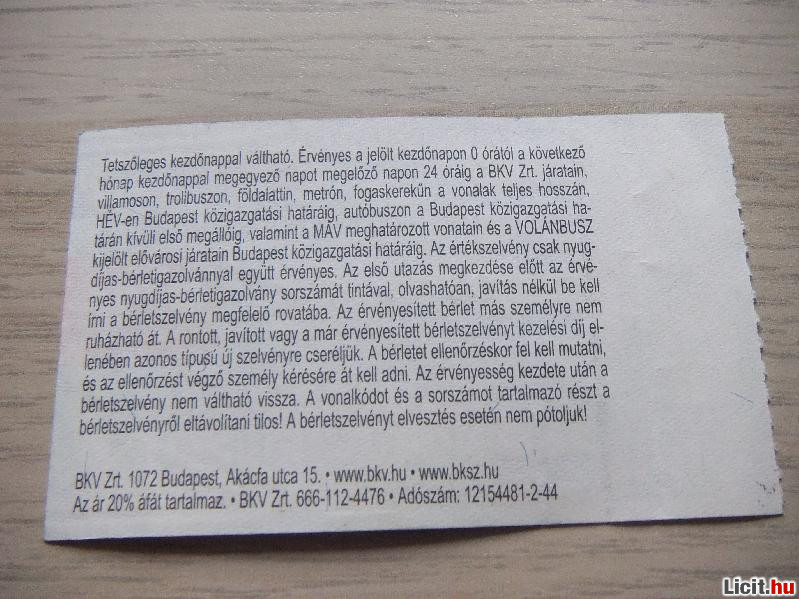 Tetszőleges kezdőnappal váltható. Érvényes a jelölt kezdőnapon 0 órától a következő
hónap kezdőnappal megegyező napot megelőző napon 24 óráig a BKV Zrt. járatain,
villamoson, trolibuszon, földalattin, metrón, fogaskerekűn a vonalak teljes hosszán,
HÉV-en Budapest közigazgatási határáig, autóbuszon a Budapest közigazgatási ha-
tárán kívüli első megállóig, valamint a MÁV meghatározott vonatain és a VOLÁNBUSZ
kijelölt elővárosi járatain Budapest közigazgatási határáig. Az értékszelvény csak nyug-
díjas-bérletigazolvánnyal együtt érvényes. Az első utazás megkezdése előtt az érvé-
nyes nyugdíjas-bérletigazolvány sorszámát tintával, olvashatóan, javítás nélkül be kell
írni a bérletszelvény megfelelő rovatába. Az érvényesített bérlet más személyre nem
ruházható át. A rontott, javított vagy a már érvényesített bérletszelvényt kezelési díj el-
lenében azonos típusú új szelvényre cseréljük. A bérletet ellenőrzéskor fel kell mutatni,
és az ellenőrzést végző személy kérésére át kell adni. Az érvényesség kezdete után a
bérletszelvény nem váltható vissza. A vonalkódot és a sorszámot tartalmazó részt a
bérletszelvényről eltávolítani tilos! A bérletszelvényt elvesztés esetén nem pótoljuk!
BKV Zrt. 1072 Budapest, Akácfa utca 15. • www.bkv.hu • www.bksz.hu
Az ár 20% áfát tartalmaz. • BKV Zrt. 666-112-4476 • Adószám: 12154481-2-44
Licit.hu